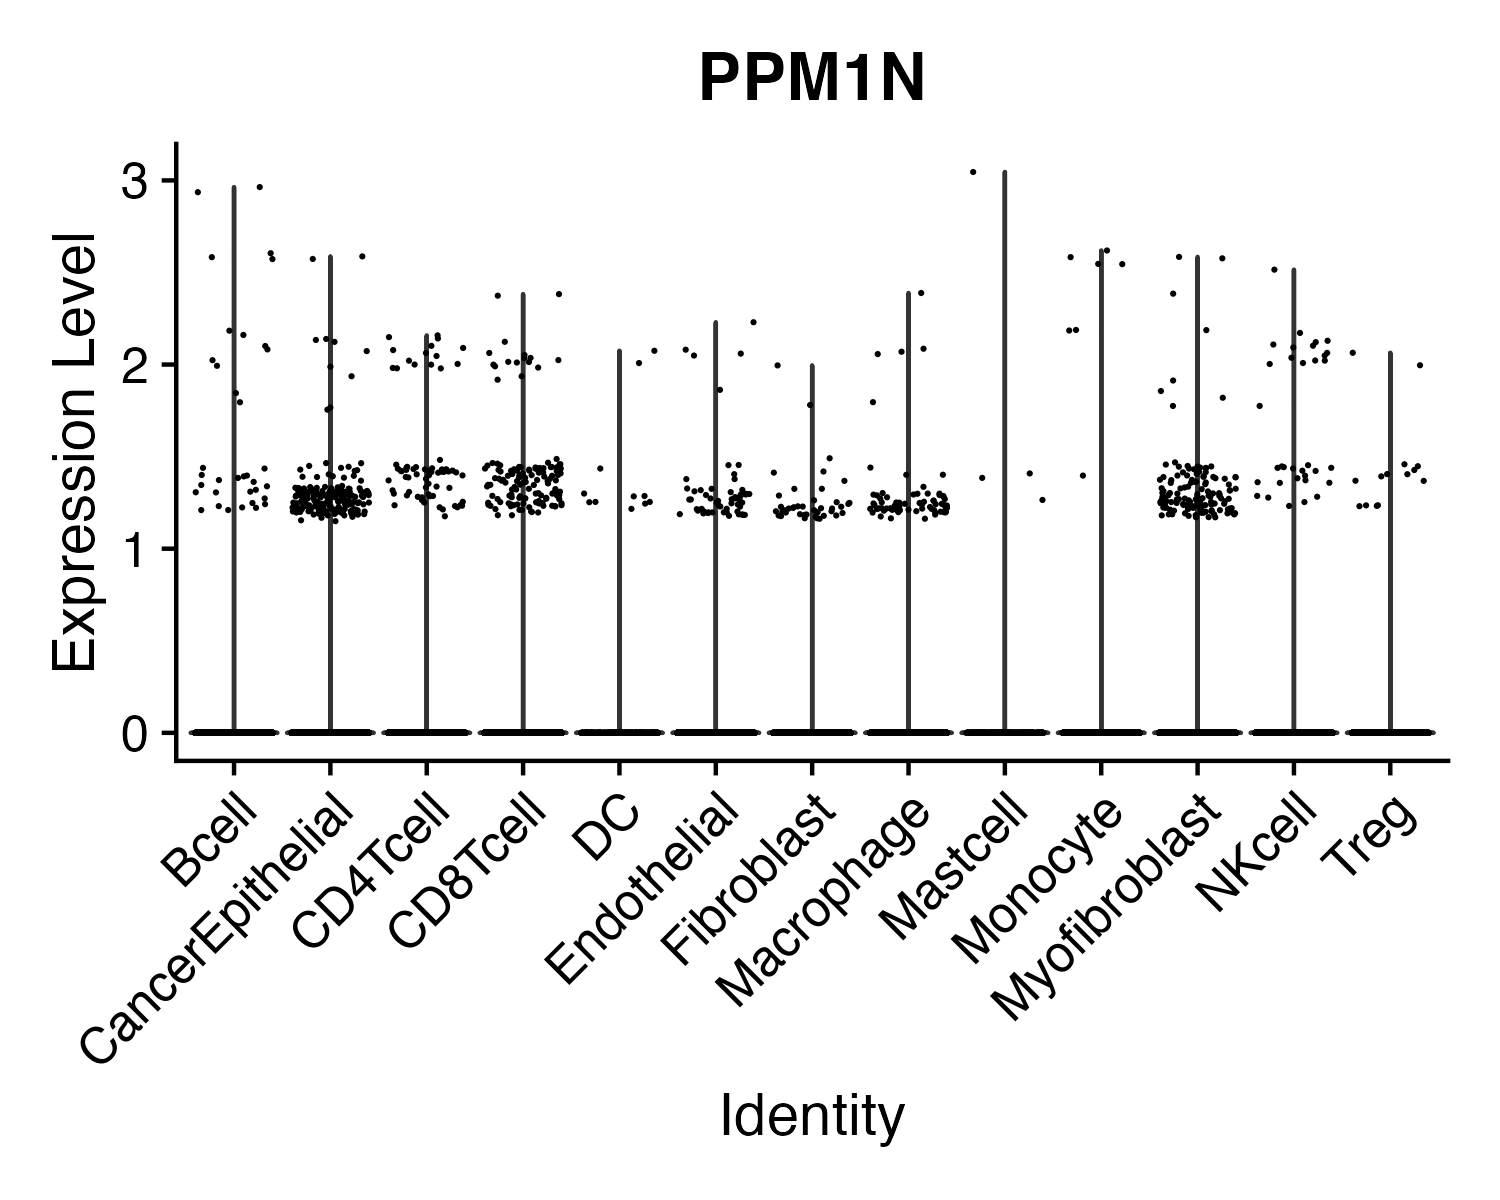 PPM1N
Expression Level
3
2
1
0
Bcell
CancerEpithelial
CD4Tcell
CD8Tcell
DC
Endothelial
Fibroblast
Macrophage
Mastcell
Monocyte
Myofibroblast
NKcell
Treg
Identity